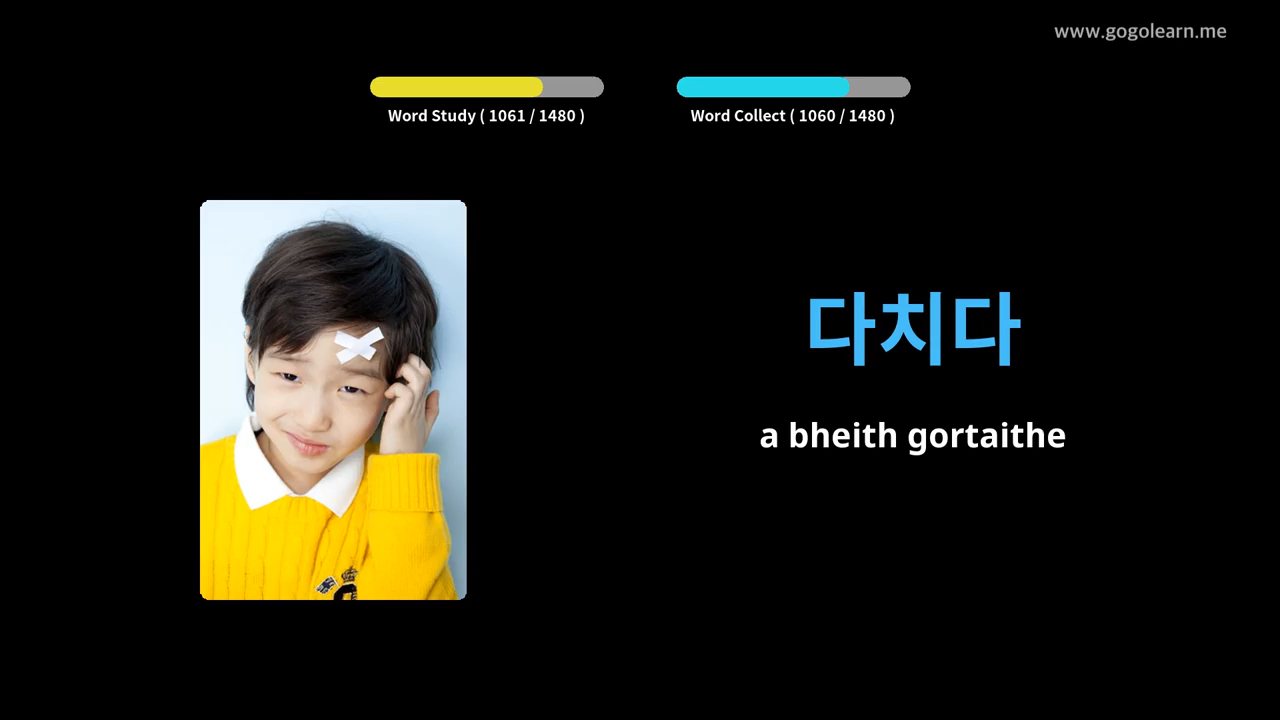 www.gogolearn.me
Word Study ( 1061 / 1480 )
Word Collect ( 1060 / 1480 )
다치다
a bheith gortaithe